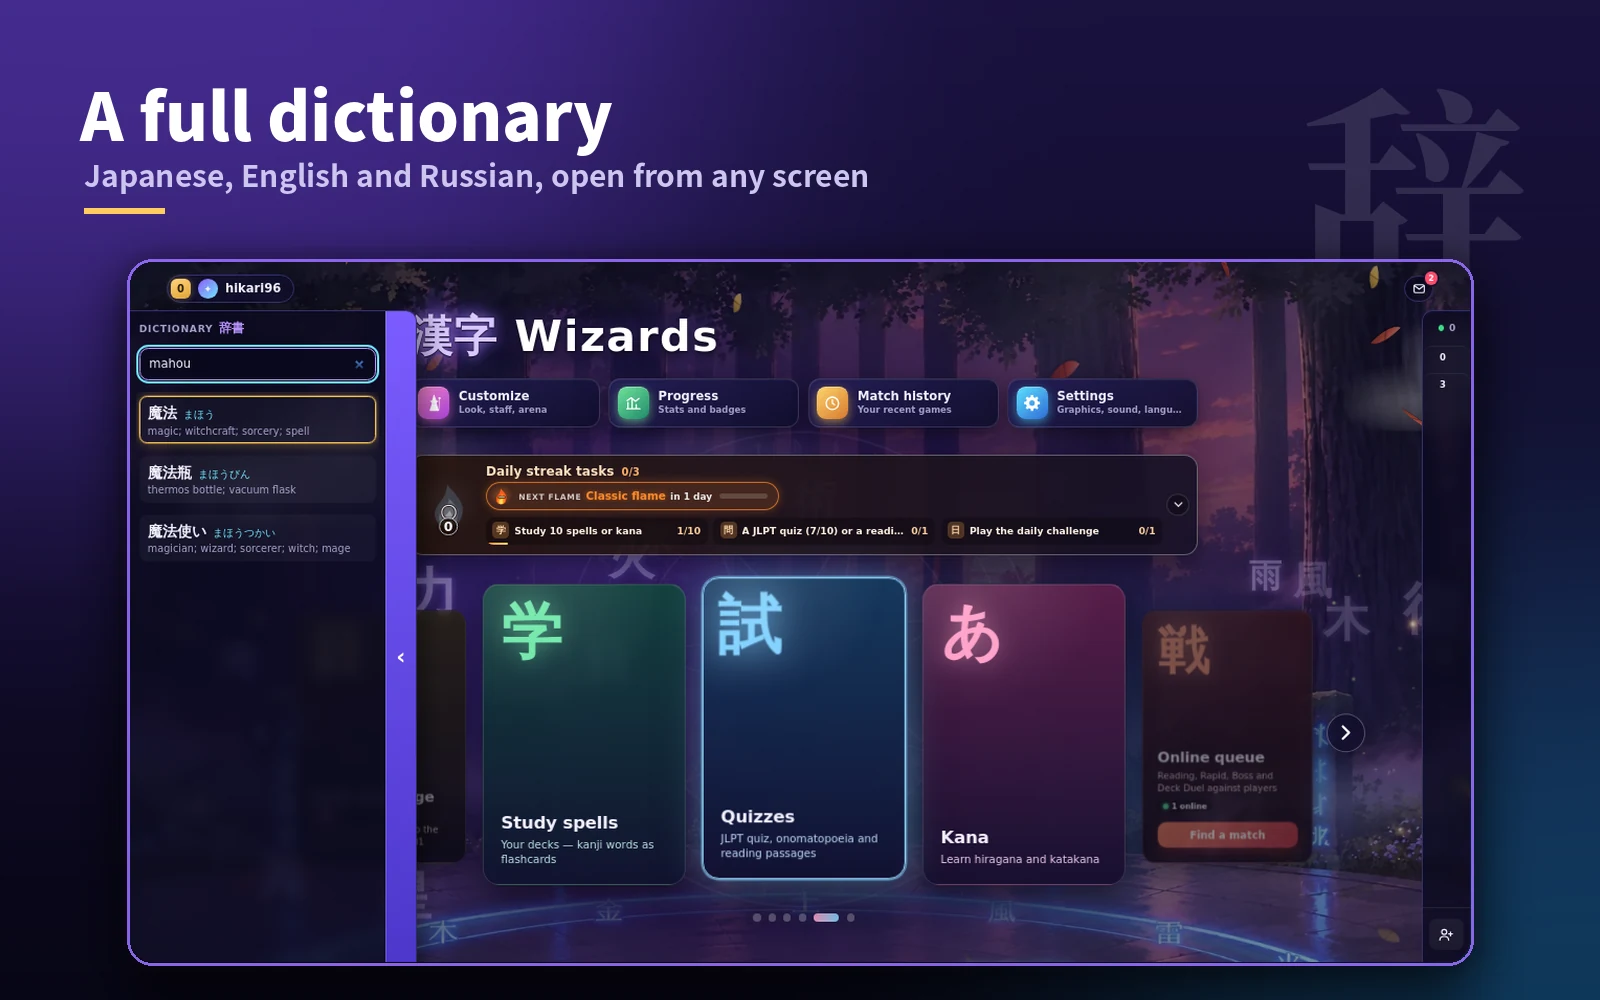 A full dictionary
Japanese, English and Russian, open from any screen
辞
0 hikari96
2
DICTIONARY 辞書
mahou
魔法 まほう
magic; witchcraft; sorcery; spell
魔法瓶 まほうびん
thermos bottle; vacuum flask
魔法使い まほうつかい
magician; wizard; sorcerer; witch; mage
漢字 Wizards
Customize
Look, staff, arena
Progress
Stats and badges
Match history
Your recent games
Settings
Graphics, sound, langu...
0
0
3
Daily streak tasks 0/3
NEXT FLAME Classic flame in 1 day
0
学 Study 10 spells or kana 1/10
問 A JLPT quiz (7/10) or a readi... 0/1
日 Play the daily challenge 0/1
力
火
雨
風
木
学
Study spells
Your decks — kanji words as
flashcards
試
Quizzes
JLPT quiz, onomatopoeia and
reading passages
あ
Kana
Learn hiragana and katakana
戦
Online queue
Reading, Rapid, Boss and
Deck Duel against players
1 online
Find a match
木
金
風
雷